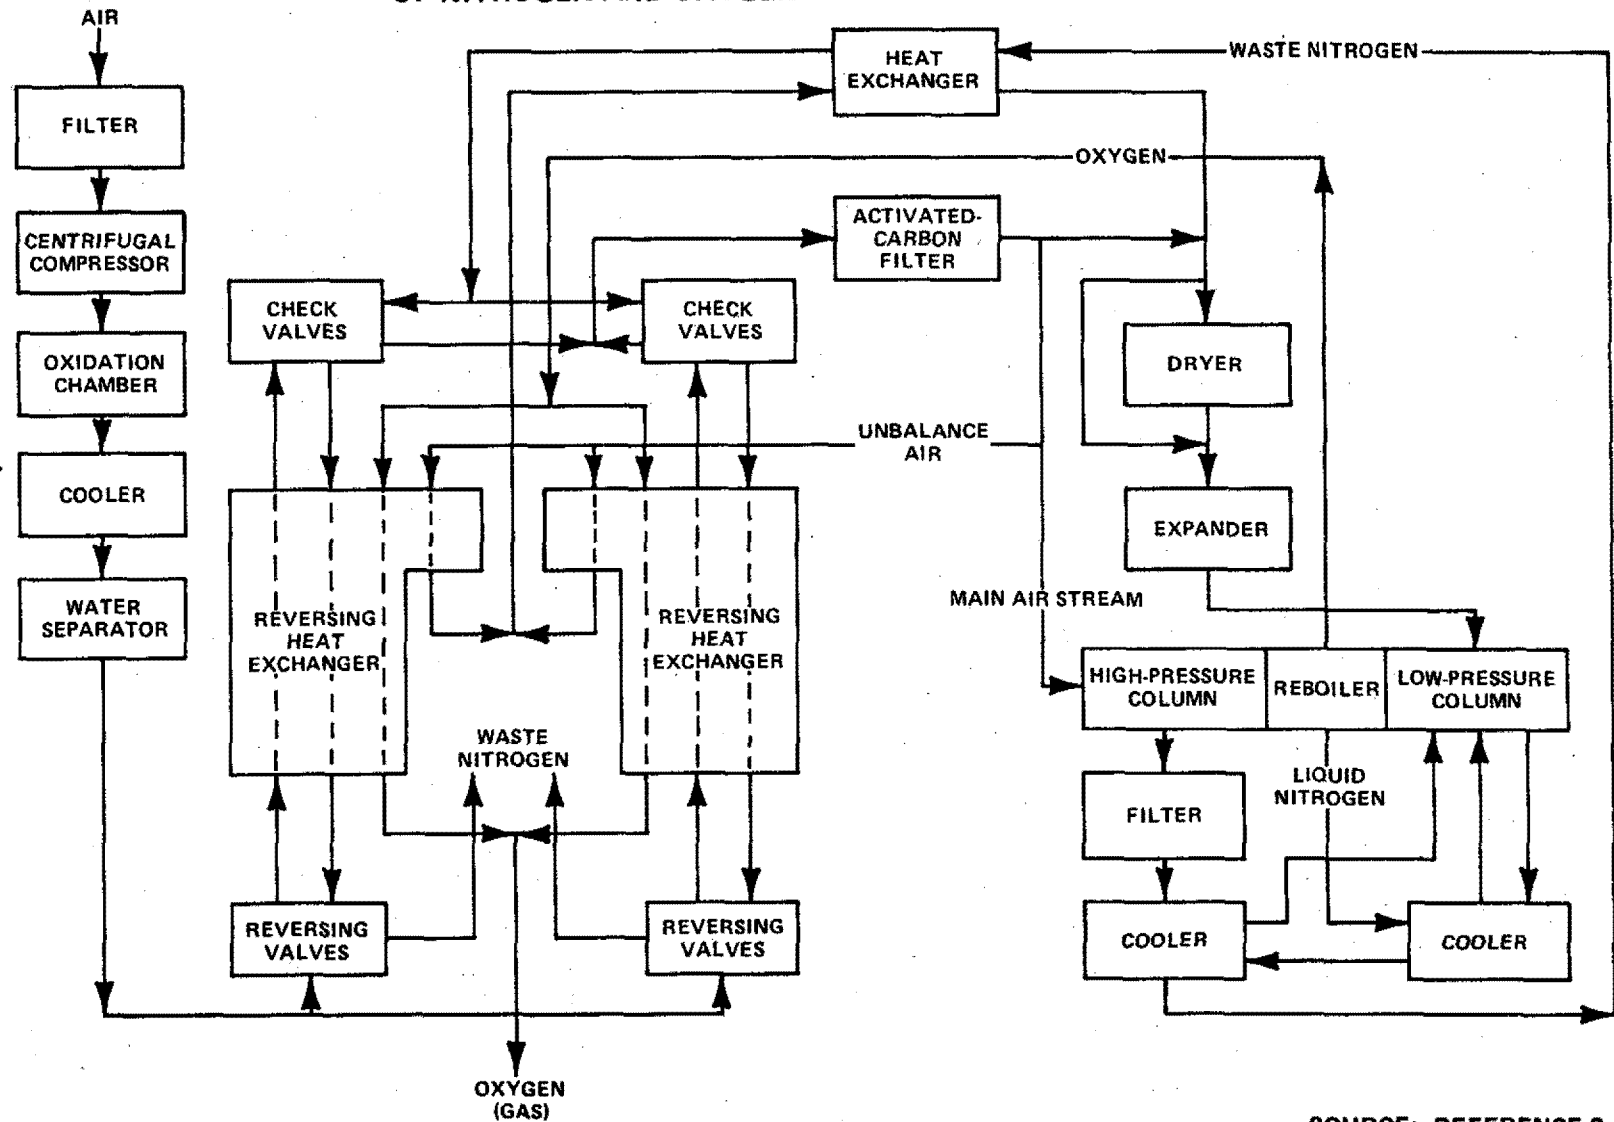 AIR
FILTER
CENTRIFUGAL
COMPRESSOR
OXIDATION
CHAMBER
COOLER
WATER
SEPARATOR
HEAT
EXCHANGER
WASTE NITROGEN
OXYGEN
ACTIVATED-
CARBON
FILTER
CHECK
VALVES
CHECK
VALVES
UNBALANCE
AIR
DRYER
EXPANDER
MAIN AIR STREAM
REVERSING
HEAT
EXCHANGER
REVERSING
HEAT
EXCHANGER
HIGH-PRESSURE
COLUMN
REBOILER
LOW-PRESSURE
COLUMN
WASTE
NITROGEN
LIQUID
NITROGEN
FILTER
REVERSING
VALVES
REVERSING
VALVES
COOLER
COOLER
OXYGEN
(GAS)